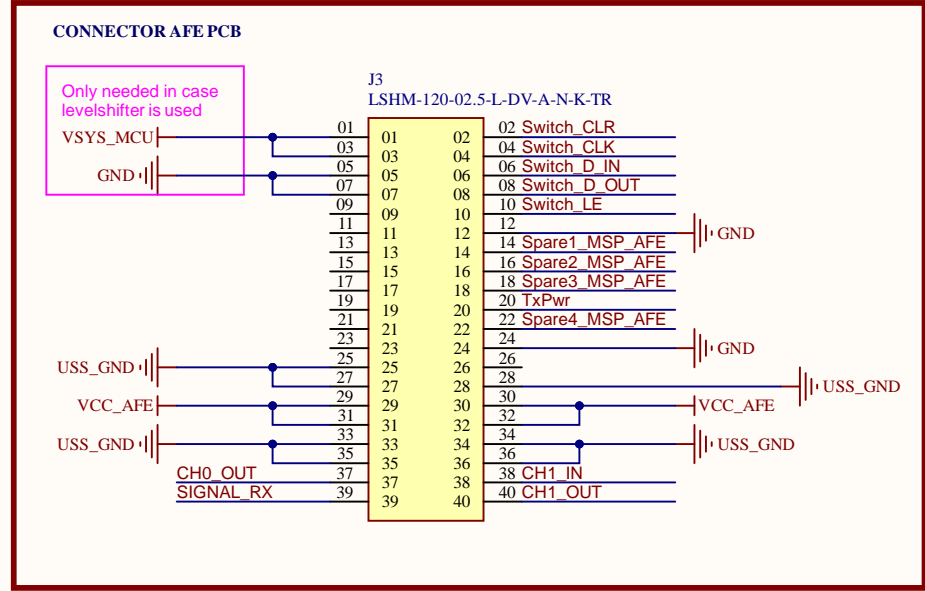 CONNECTOR AFE PCB
Only needed in case
levelshifter is used
J3
LSHM-120-02.5-L-DV-A-N-K-TR
VSYS_MCU 01 01 02 02 Switch_CLR
03 03 04 04 Switch_CLK
GND 05 05 06 06 Switch_D_IN
07 07 08 08 Switch_D_OUT
09 09 10 10 Switch_LE
11 11 12 12 GND
13 13 14 14 Spare1_MSP_AFE
15 15 16 16 Spare2_MSP_AFE
17 17 18 18 Spare3_MSP_AFE
19 19 20 20 TxPwr
21 21 22 22 Spare4_MSP_AFE
23 23 24 24 GND
USS_GND 25 25 26 26
27 27 28 28 USS_GND
VCC_AFE 29 29 30 30 VCC_AFE
31 31 32 32
USS_GND 33 33 34 34 USS_GND
35 35 36 36
CH0_OUT 37 37 38 38 CH1_IN
SIGNAL_RX 39 39 40 40 CH1_OUT